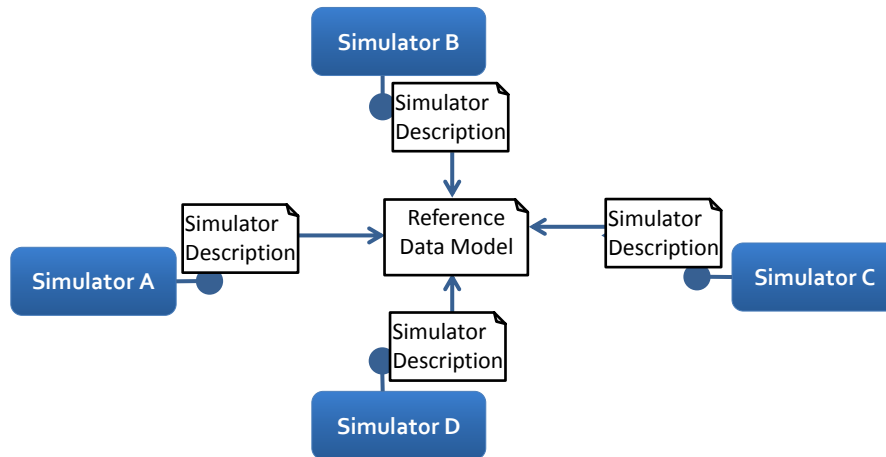 Simulator B
Simulator
Description
Simulator
Description
Reference
Data Model
Simulator
Description
Simulator A
Simulator C
Simulator
Description
Simulator D